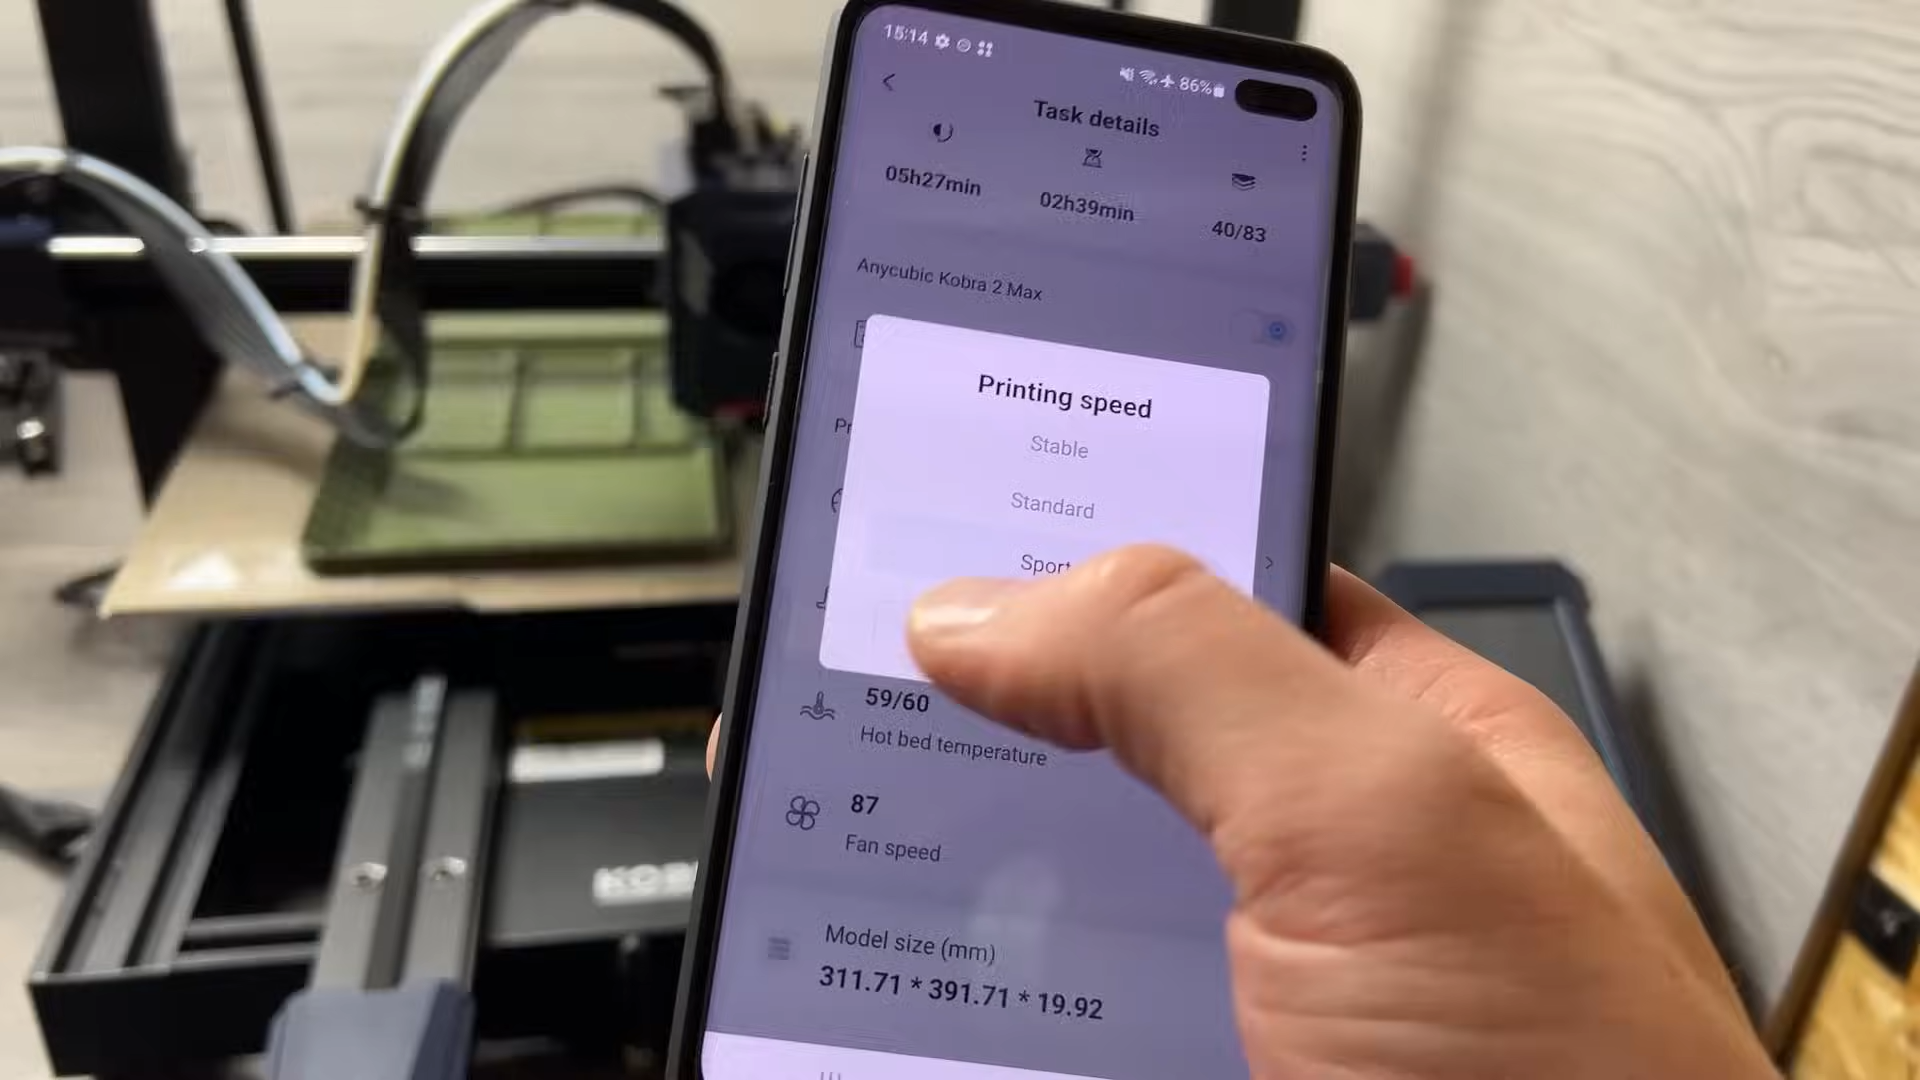 15:14
86%
Task details
05h27min
02h39min
40/83
Anycubic Kobra 2 Max
Printing speed
Stable
Standard
Sport
59/60
Hot bed temperature
87
Fan speed
Model size (mm)
311.71 * 391.71 * 19.92